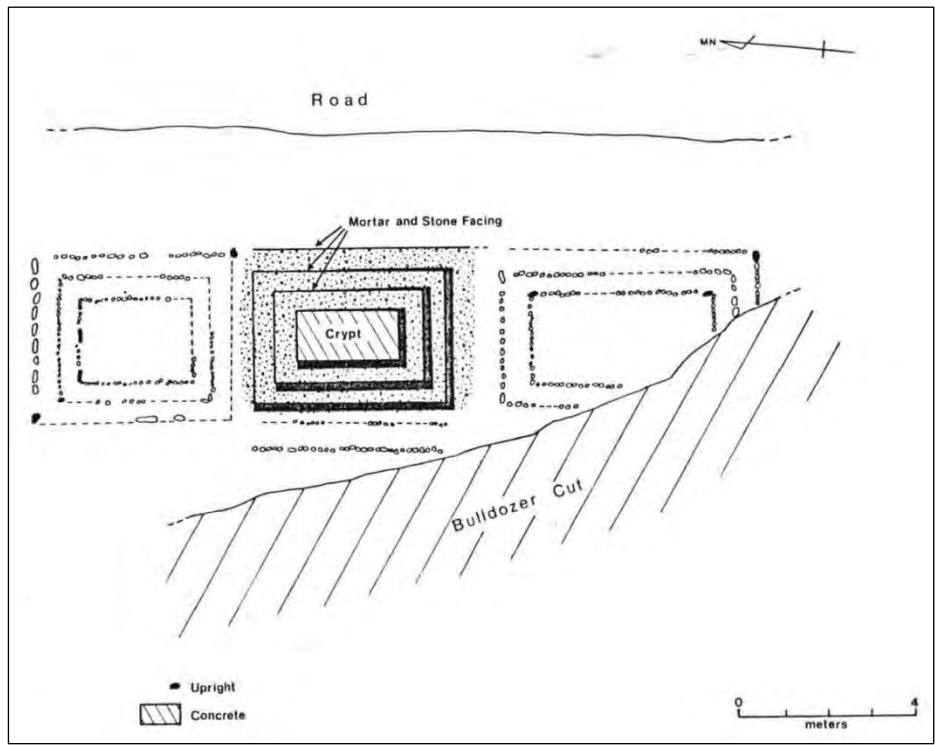 MN
Road
Mortar and Stone Facing
Crypt
Bulldozer Cut
Upright
Concrete
0 4
meters